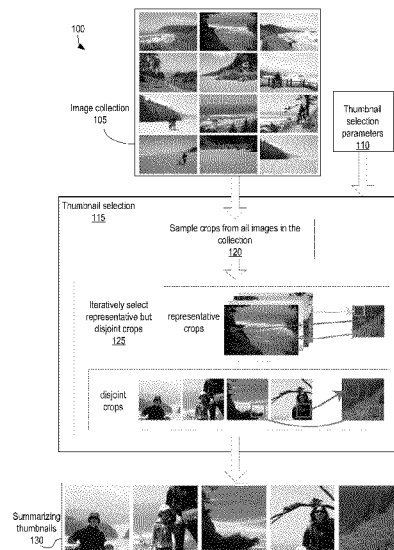 100
Image collection
105
Thumbnail
selection
parameters
110
Thumbnail selection
115
Sample crops from all images in the
collection
120
Iteratively select
representative but
disjoint crops
125
representative
crops
disjoint
crops
Summarizing
thumbnails
130